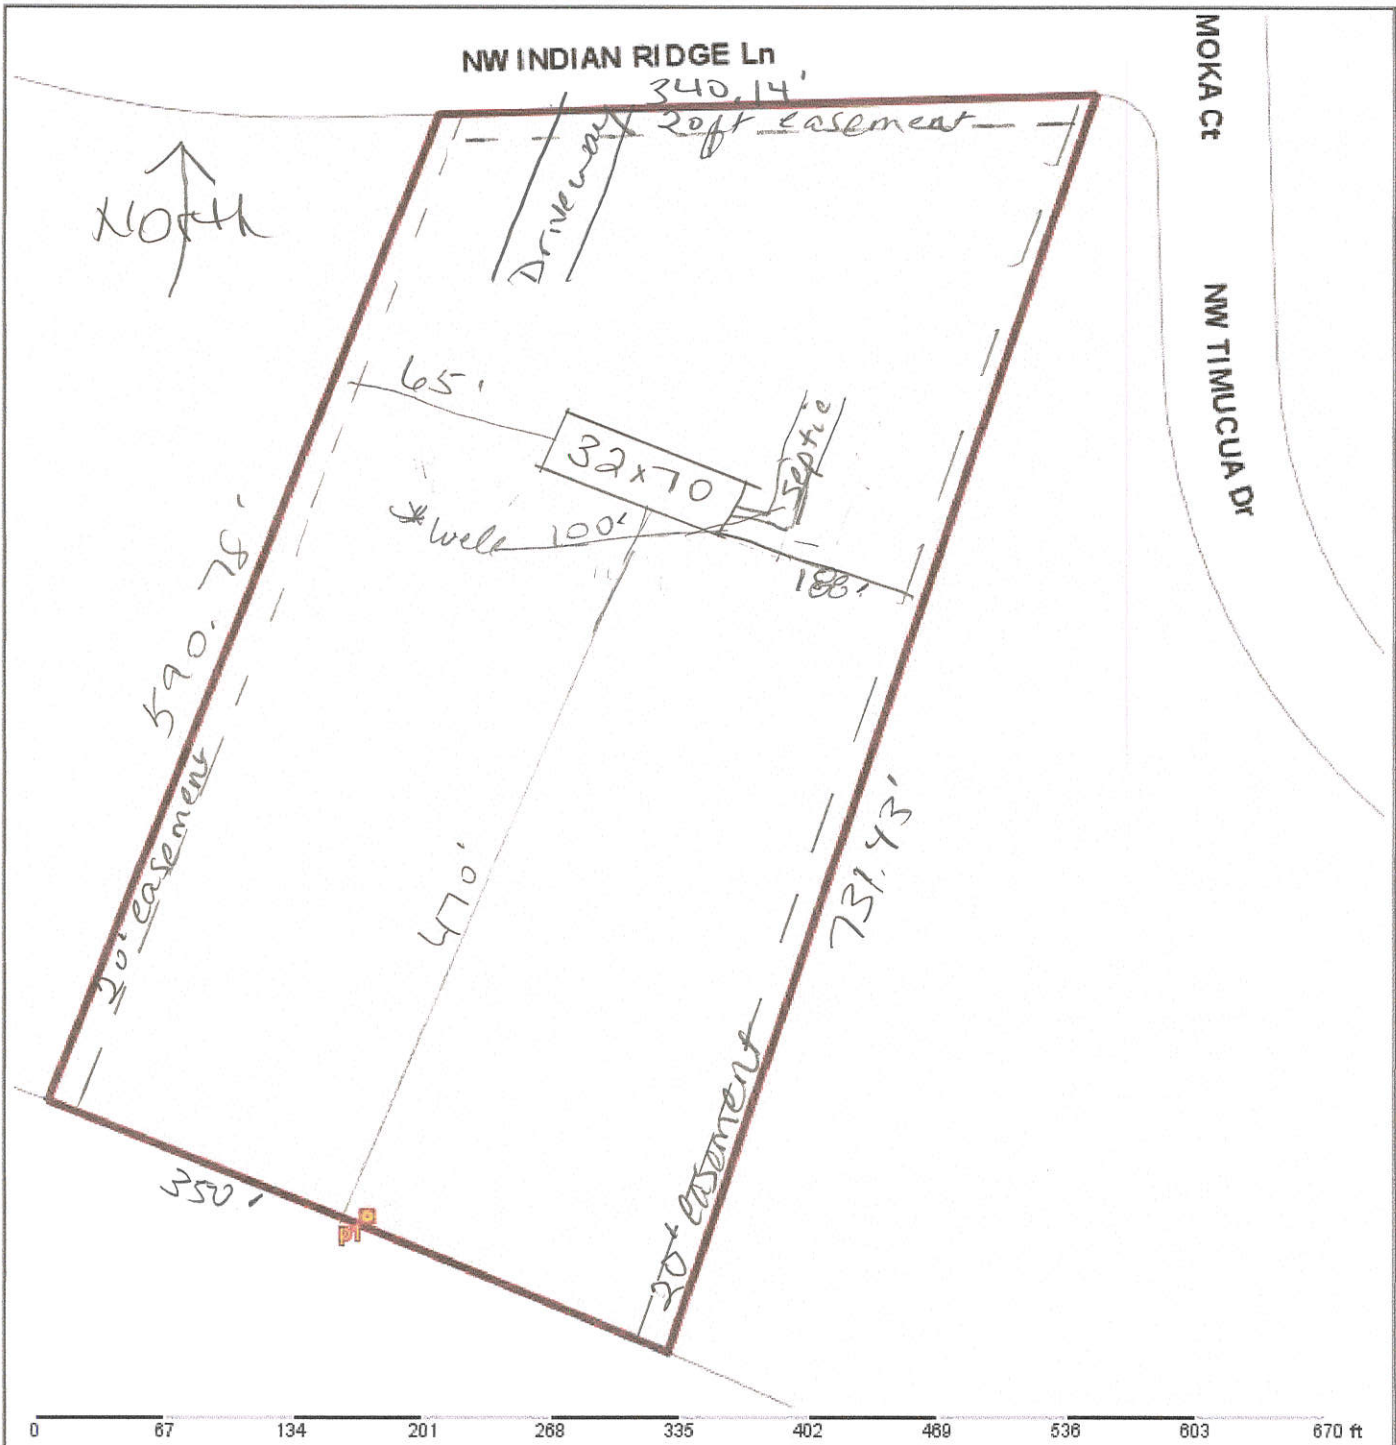 NW INDIAN RIDGE Ln
MOKA Ct
340.14'
20ft easement
North
Driveway
NW TIMUCUA Dr
65'
32x70
Septic
*Well 100'
188'
590.78'
20' easement
470'
731.43'
20' easement
350'
p1
0 67 134 201 268 335 402 469 536 603 670 ft